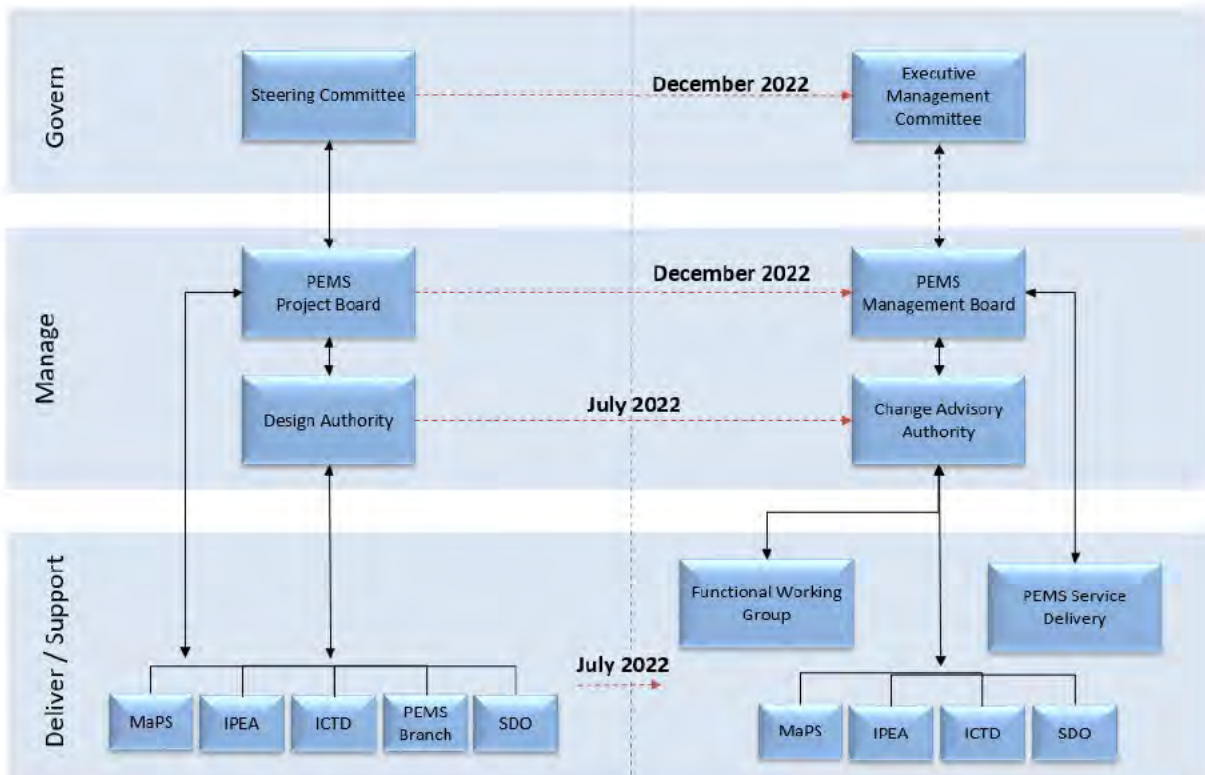 Govern
Steering Committee
December 2022
Executive
Management
Committee
Manage
PEMS
Project Board
December 2022
PEMS
Management Board
Design Authority
July 2022
Change Advisory
Authority
Deliver / Support
Functional Working
Group
PEMS Service
Delivery
July 2022
MaPS
IPEA
ICTD
PEMS
Branch
SDO
MaPS
IPEA
ICTD
SDO